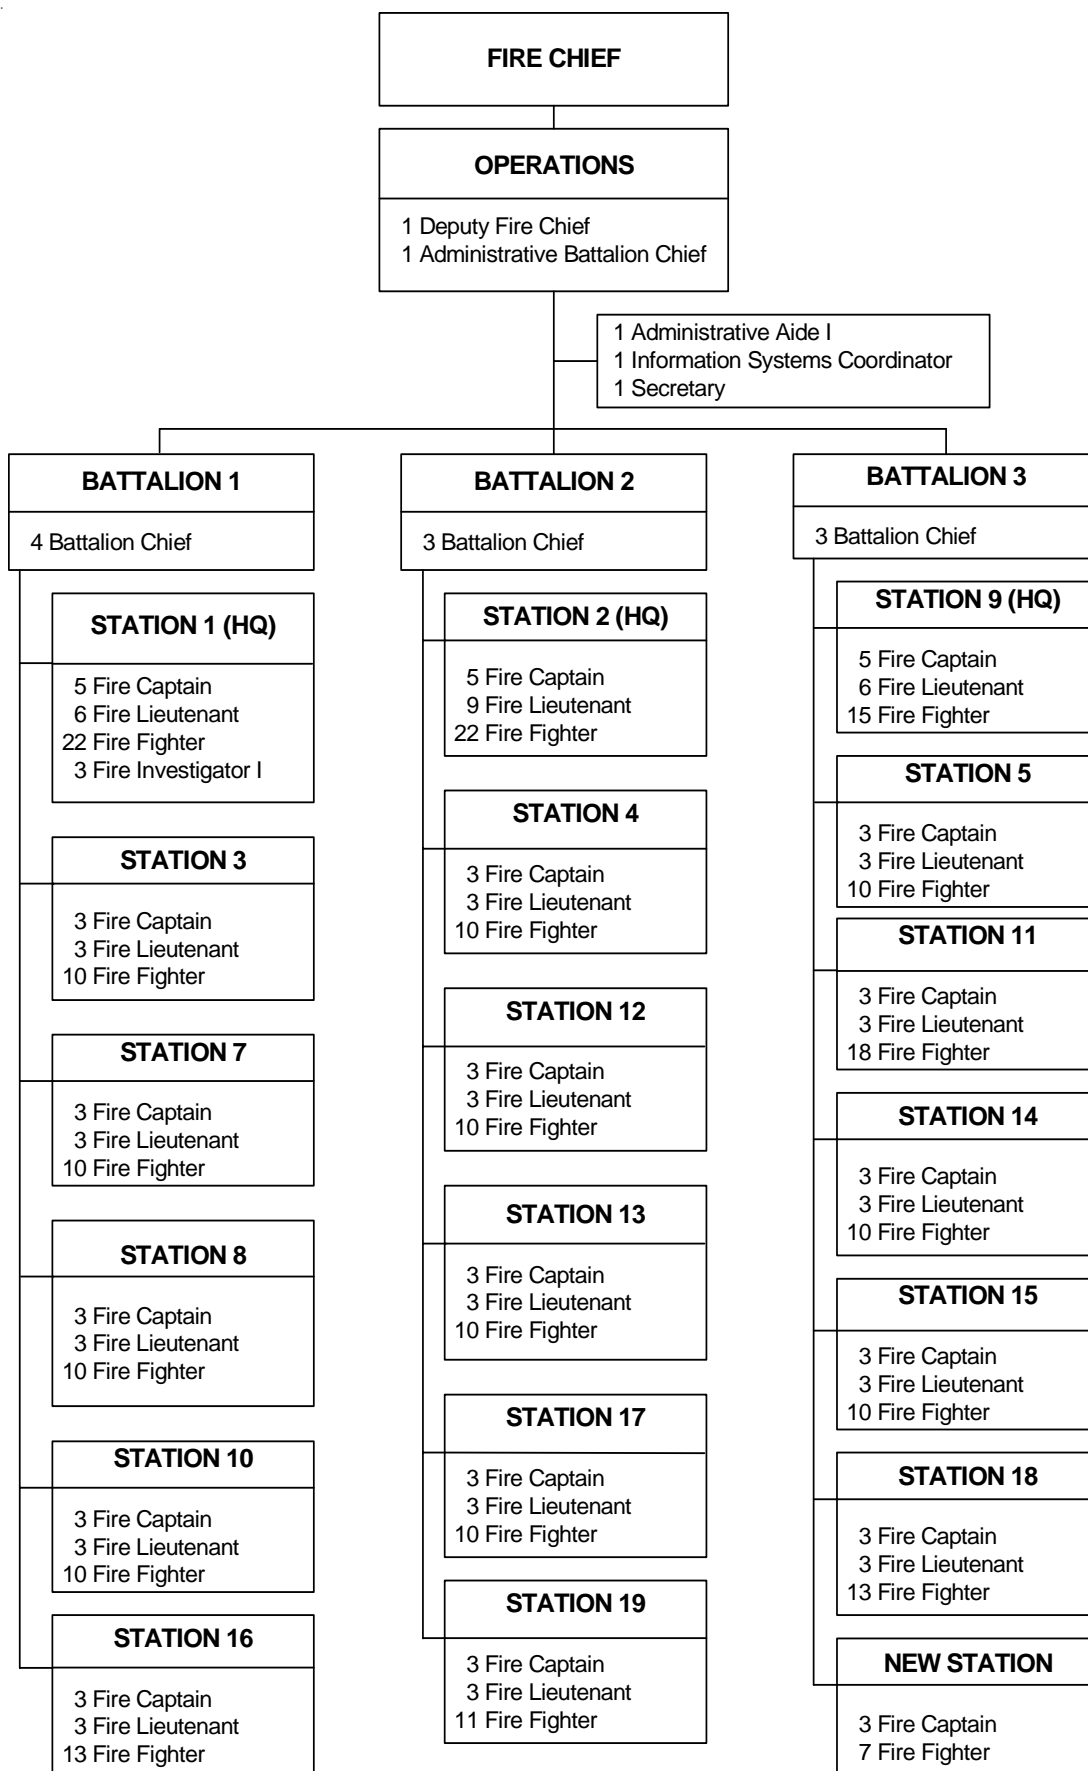 FIRE CHIEF
OPERATIONS
1 Deputy Fire Chief
1 Administrative Battalion Chief
1 Administrative Aide I
1 Information Systems Coordinator
1 Secretary
BATTALION 1
4 Battalion Chief
STATION 1 (HQ)
5 Fire Captain
6 Fire Lieutenant
22 Fire Fighter
3 Fire Investigator I
STATION 3
3 Fire Captain
3 Fire Lieutenant
10 Fire Fighter
STATION 7
3 Fire Captain
3 Fire Lieutenant
10 Fire Fighter
STATION 8
3 Fire Captain
3 Fire Lieutenant
10 Fire Fighter
STATION 10
3 Fire Captain
3 Fire Lieutenant
10 Fire Fighter
STATION 16
3 Fire Captain
3 Fire Lieutenant
13 Fire Fighter
BATTALION 2
3 Battalion Chief
STATION 2 (HQ)
5 Fire Captain
9 Fire Lieutenant
22 Fire Fighter
STATION 4
3 Fire Captain
3 Fire Lieutenant
10 Fire Fighter
STATION 12
3 Fire Captain
3 Fire Lieutenant
10 Fire Fighter
STATION 13
3 Fire Captain
3 Fire Lieutenant
10 Fire Fighter
STATION 17
3 Fire Captain
3 Fire Lieutenant
10 Fire Fighter
STATION 19
3 Fire Captain
3 Fire Lieutenant
11 Fire Fighter
BATTALION 3
3 Battalion Chief
STATION 9 (HQ)
5 Fire Captain
6 Fire Lieutenant
15 Fire Fighter
STATION 5
3 Fire Captain
3 Fire Lieutenant
10 Fire Fighter
STATION 11
3 Fire Captain
3 Fire Lieutenant
18 Fire Fighter
STATION 14
3 Fire Captain
3 Fire Lieutenant
10 Fire Fighter
STATION 15
3 Fire Captain
3 Fire Lieutenant
10 Fire Fighter
STATION 18
3 Fire Captain
3 Fire Lieutenant
13 Fire Fighter
NEW STATION
3 Fire Captain
7 Fire Fighter